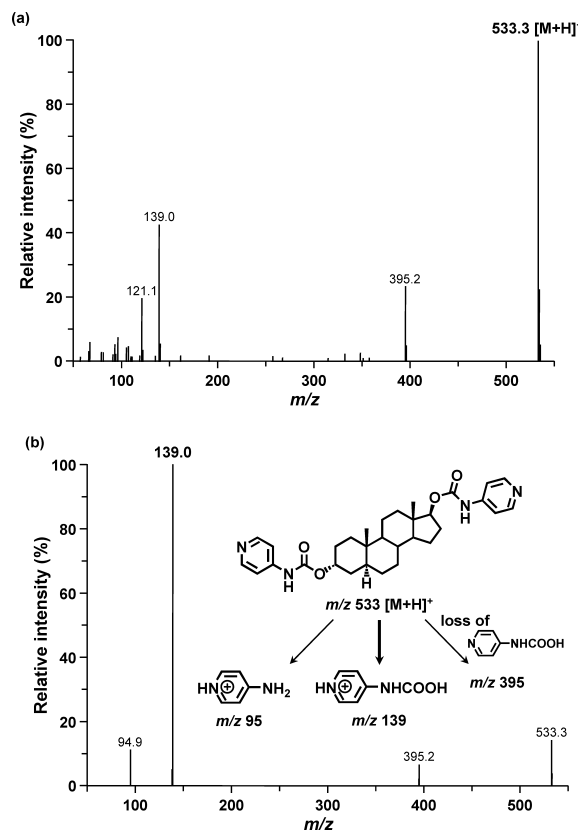 (a)
533.3 [M+H]⁺
Relative intensity (%)
100
80
60
40
20
0
139.0
121.1
395.2
100
200
300
400
500
m/z
(b)
139.0
Relative intensity (%)
100
80
60
40
20
0
94.9
395.2
533.3
N
N
H
O
O
H
O
O
N
H
N
m/z 533 [M+H]⁺
loss of
N
NHCOOH
HN
+
NH₂
HN
+
NHCOOH
m/z 395
m/z 95
m/z 139
100
200
300
400
500
m/z